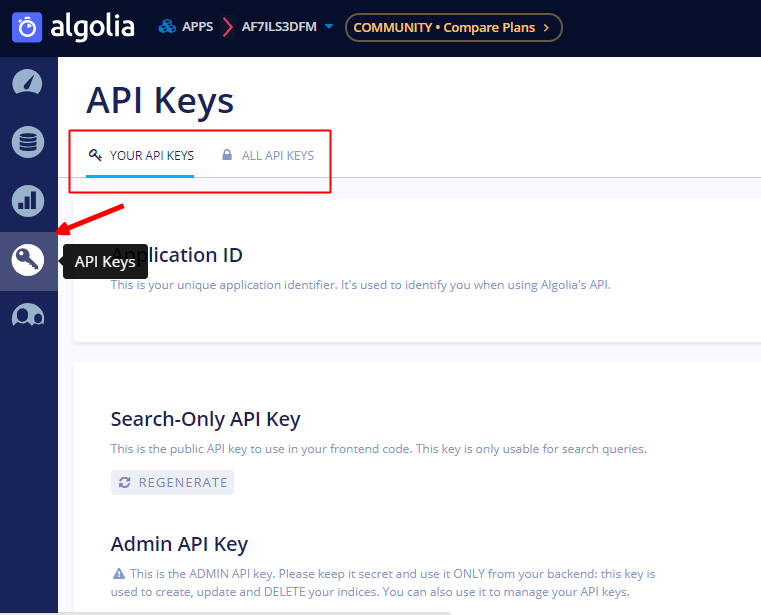 algolia
APPS
AF7ILS3DFM
COMMUNITY • Compare Plans
API Keys
YOUR API KEYS
ALL API KEYS
Application ID
API Keys
This is your unique application identifier. It's used to identify you when using Algolia's API.
Search-Only API Key
This is the public API key to use in your frontend code. This key is only usable for search queries.
REGENERATE
Admin API Key
This is the ADMIN API key. Please keep it secret and use it ONLY from your backend: this key is
used to create, update and DELETE your indices. You can also use it to manage your API keys.